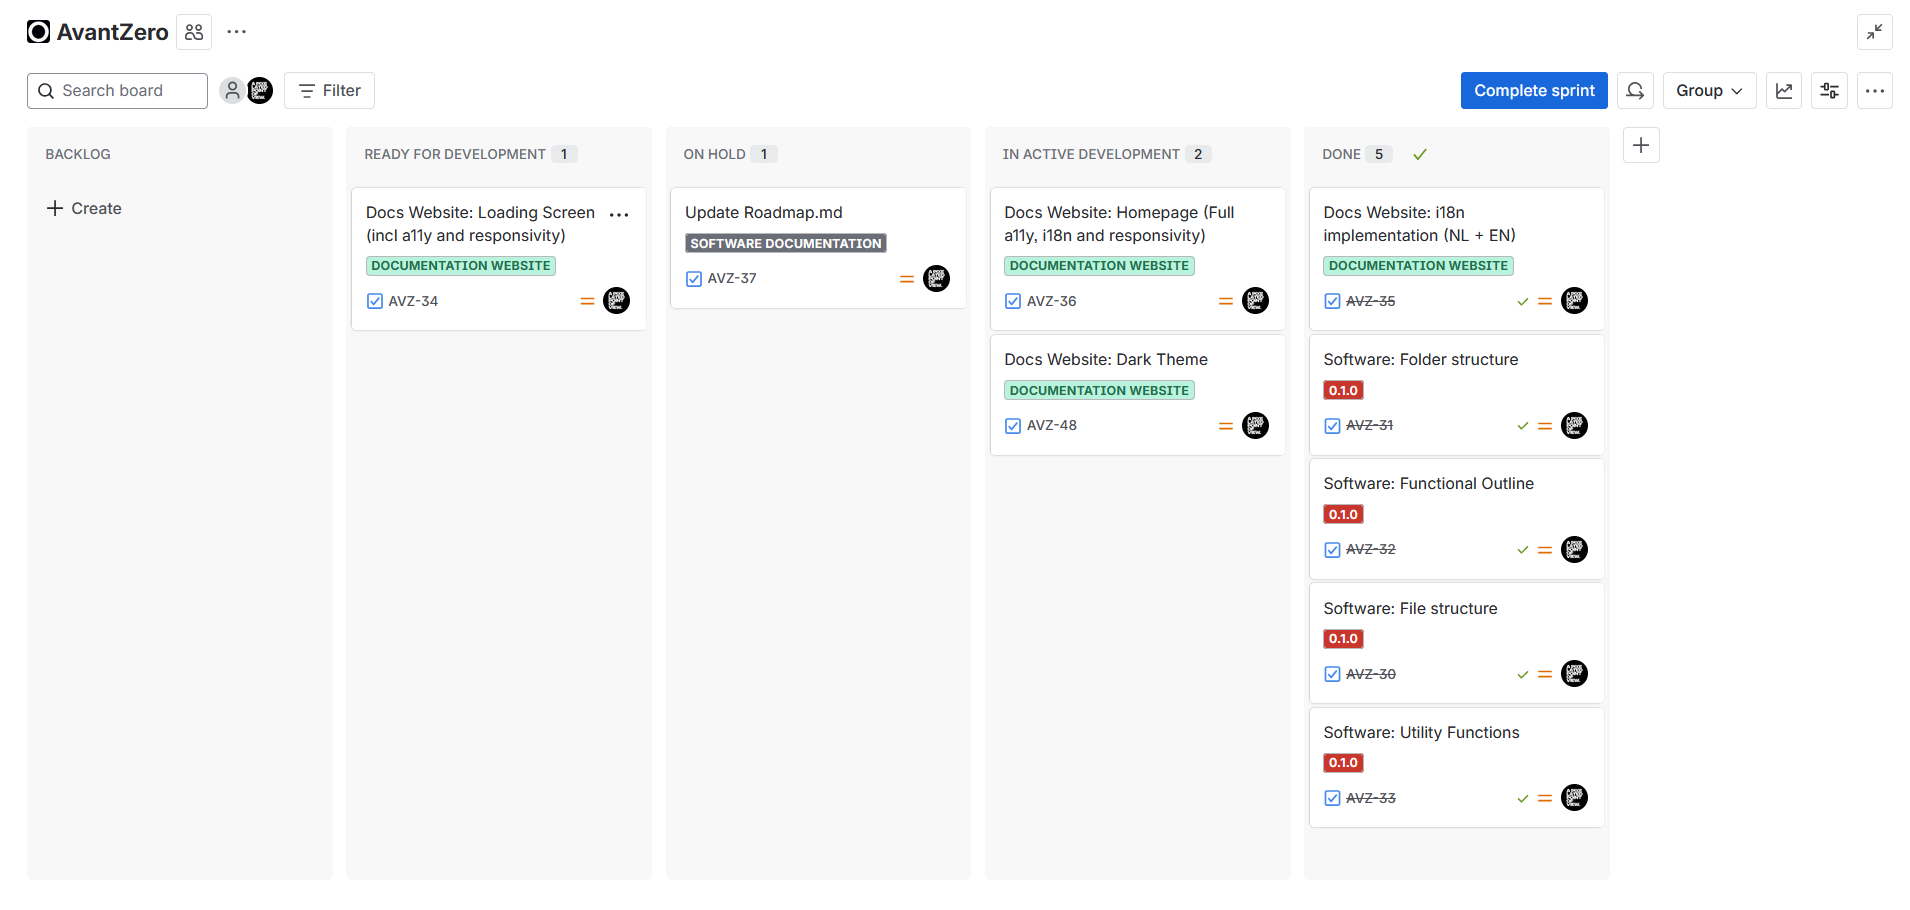 AvantZero
Search board
Filter
Complete sprint
Group
BACKLOG
Create
READY FOR DEVELOPMENT 1
Docs Website: Loading Screen
(incl a11y and responsivity)
DOCUMENTATION WEBSITE
AVZ-34
ON HOLD 1
Update Roadmap.md
SOFTWARE DOCUMENTATION
AVZ-37
IN ACTIVE DEVELOPMENT 2
Docs Website: Homepage (Full
a11y, i18n and responsivity)
DOCUMENTATION WEBSITE
AVZ-36
Docs Website: Dark Theme
DOCUMENTATION WEBSITE
AVZ-48
DONE 5
Docs Website: i18n
implementation (NL + EN)
DOCUMENTATION WEBSITE
AVZ-35
Software: Folder structure
0.1.0
AVZ-31
Software: Functional Outline
0.1.0
AVZ-32
Software: File structure
0.1.0
AVZ-30
Software: Utility Functions
0.1.0
AVZ-33